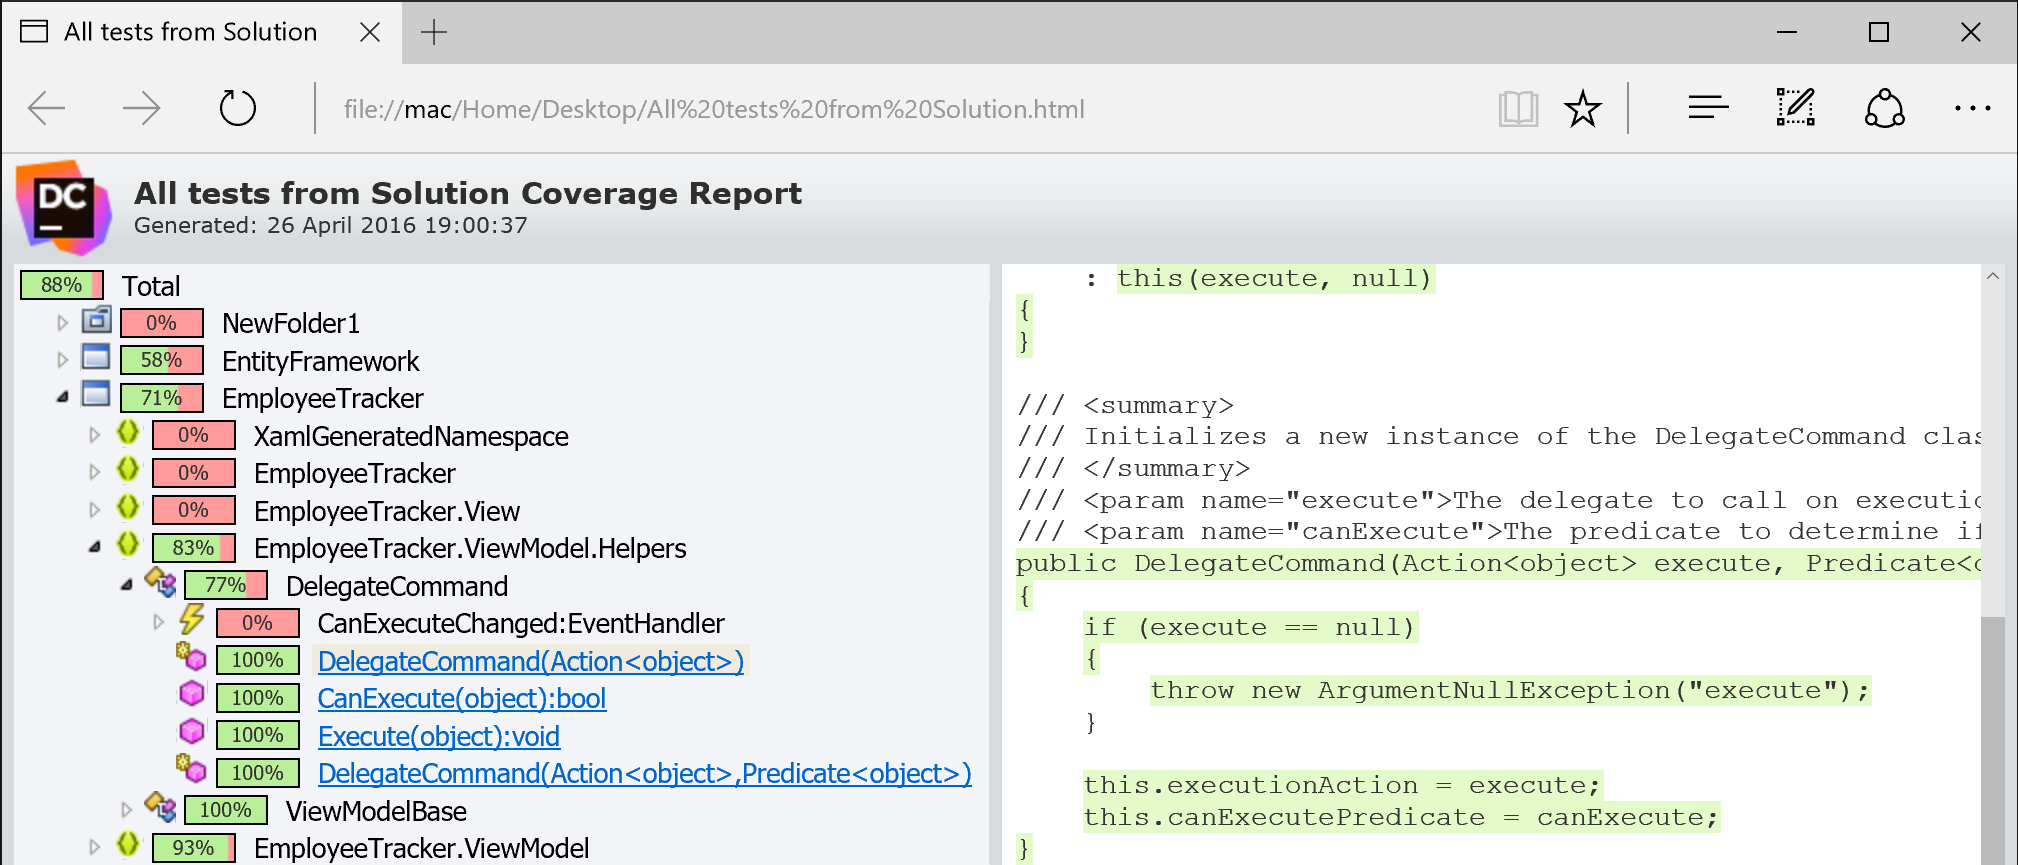 All tests from Solution
file://mac/Home/Desktop/All%20tests%20from%20Solution.html
DC
All tests from Solution Coverage Report
Generated: 26 April 2016 19:00:37
88% Total
0% NewFolder1
58% EntityFramework
71% EmployeeTracker
0% XamlGeneratedNamespace
0% EmployeeTracker
0% EmployeeTracker.View
83% EmployeeTracker.ViewModel.Helpers
77% DelegateCommand
0% CanExecuteChanged:EventHandler
100% DelegateCommand(Action<object>)
100% CanExecute(object):bool
100% Execute(object):void
100% DelegateCommand(Action<object>,Predicate<object>)
100% ViewModelBase
93% EmployeeTracker.ViewModel
: this(execute, null)
{
}
/// <summary>
/// Initializes a new instance of the DelegateCommand clas
/// </summary>
/// <param name="execute">The delegate to call on executio
/// <param name="canExecute">The predicate to determine if
public DelegateCommand(Action<object> execute, Predicate<o
{
if (execute == null)
{
throw new ArgumentNullException("execute");
}
this.executionAction = execute;
this.canExecutePredicate = canExecute;
}